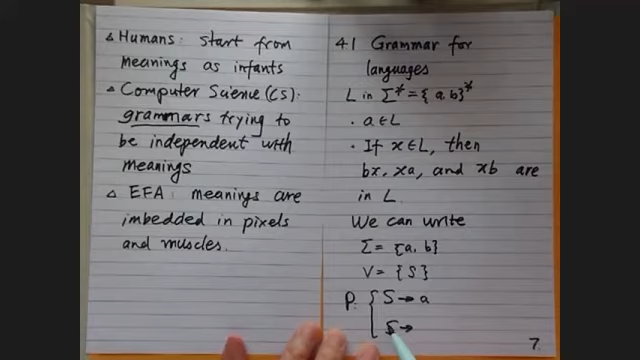 △ Humans: start from
meanings as infants
△ Computer Science (CS):
grammars trying to
be independent with
meanings
△ EFA: meanings are
imbedded in pixels
and muscles.
41 Grammar for
languages
L in Σ* = {a, b}*
· a ∈ L
· If x ∈ L, then
bx, xa, and xb are
in L.
We can write
Σ = {a, b}
V = {S}
P: { S → a
S →
7